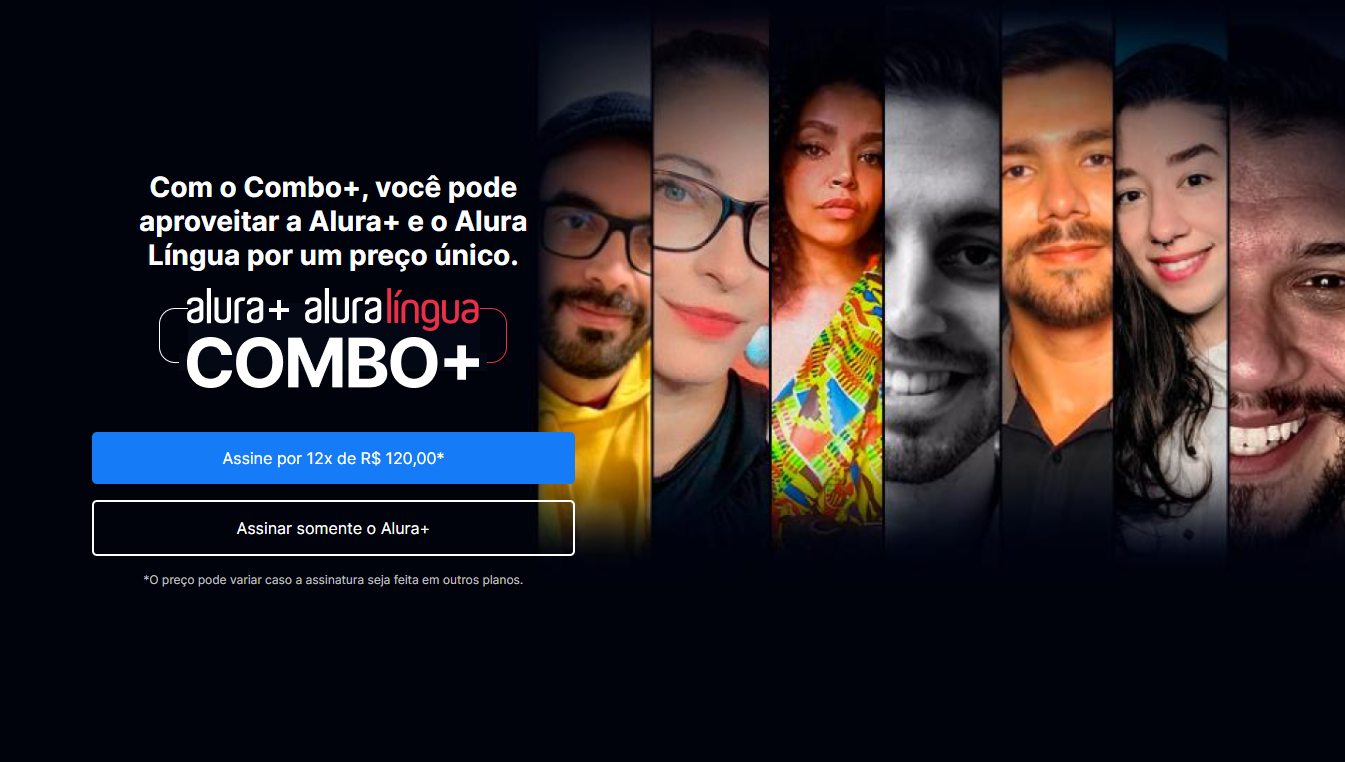 Com o Combo+, você pode
aproveitar a Alura+ e o Alura
Língua por um preço único.
alura+ aluralíngua
COMBO+
Assine por 12x de R$ 120,00*
Assinar somente o Alura+
*O preço pode variar caso a assinatura seja feita em outros planos.